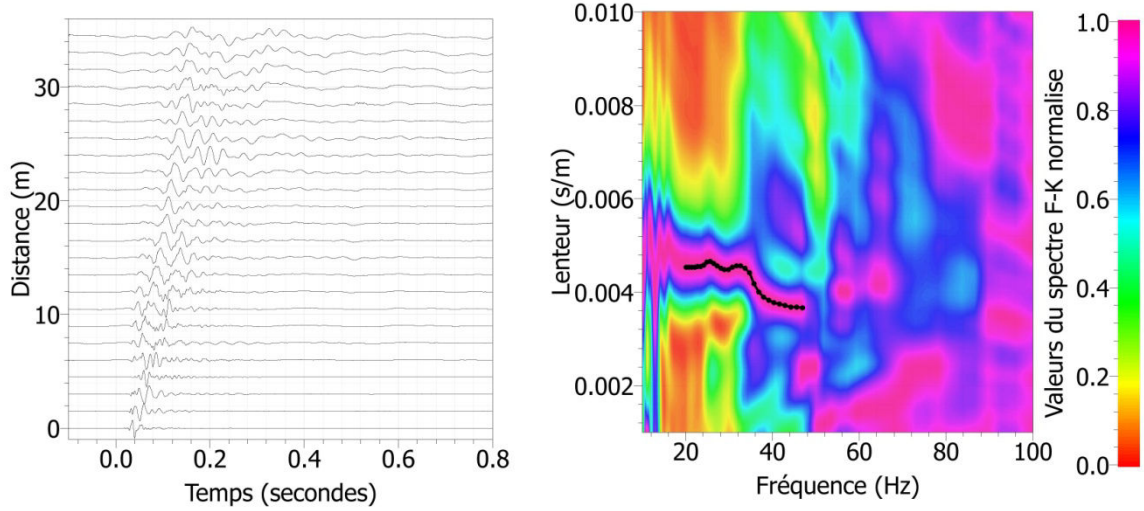 Distance (m)
30
20
10
0
0.0 0.2 0.4 0.6 0.8
Temps (secondes)
Lenteur (s/m)
0.010
0.008
0.006
0.004
0.002
20 40 60 80 100
Fréquence (Hz)
Valeurs du spectre F-K normalise
1.0
0.8
0.6
0.4
0.2
0.0